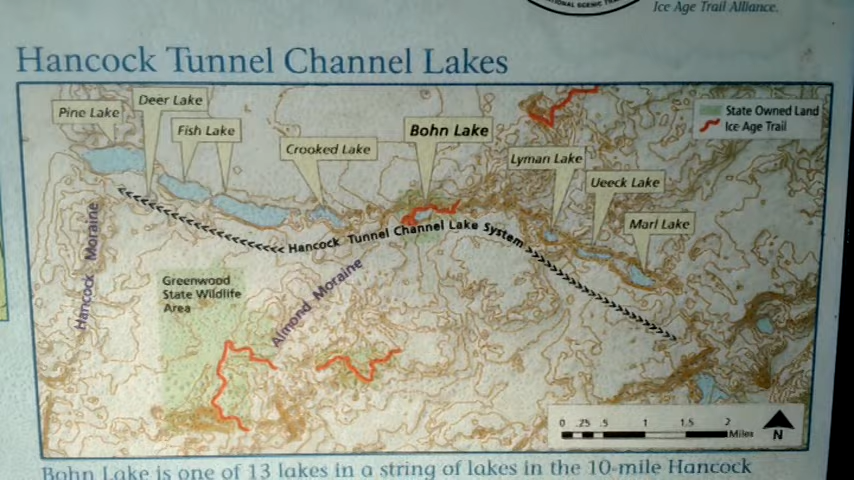 NATIONAL SCENIC TRAIL
Ice Age Trail Alliance.
Hancock Tunnel Channel Lakes
Pine Lake
Deer Lake
Fish Lake
Crooked Lake
Bohn Lake
Lyman Lake
Ueeck Lake
Marl Lake
State Owned Land
Ice Age Trail
Hancock Tunnel Channel Lake System
Hancock Moraine
Almond Moraine
Greenwood
State Wildlife
Area
0 .25 .5 1 1.5 2
Miles
N
Bohn Lake is one of 13 lakes in a string of lakes in the 10-mile Hancock